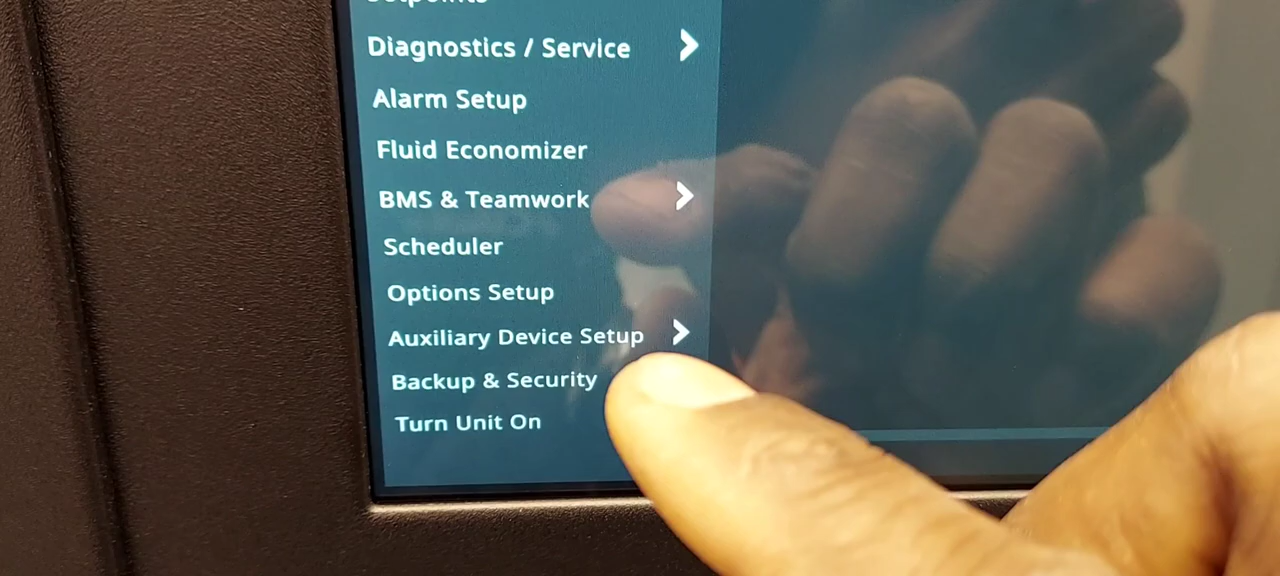 Setpoints
Diagnostics / Service
Alarm Setup
Fluid Economizer
BMS & Teamwork
Scheduler
Options Setup
Auxiliary Device Setup
Backup & Security
Turn Unit On